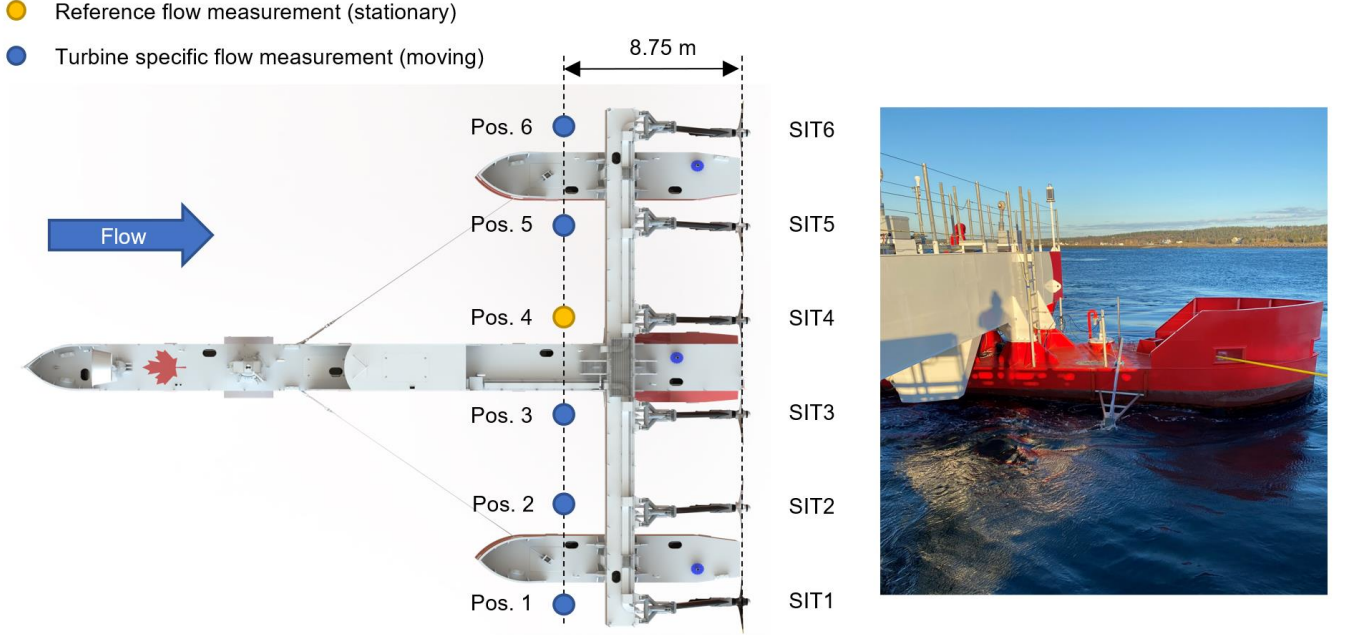 Reference flow measurement (stationary)
Turbine specific flow measurement (moving)
8.75 m
Pos. 6
SIT6
Flow
Pos. 5
SIT5
Pos. 4
SIT4
Pos. 3
SIT3
Pos. 2
SIT2
Pos. 1
SIT1